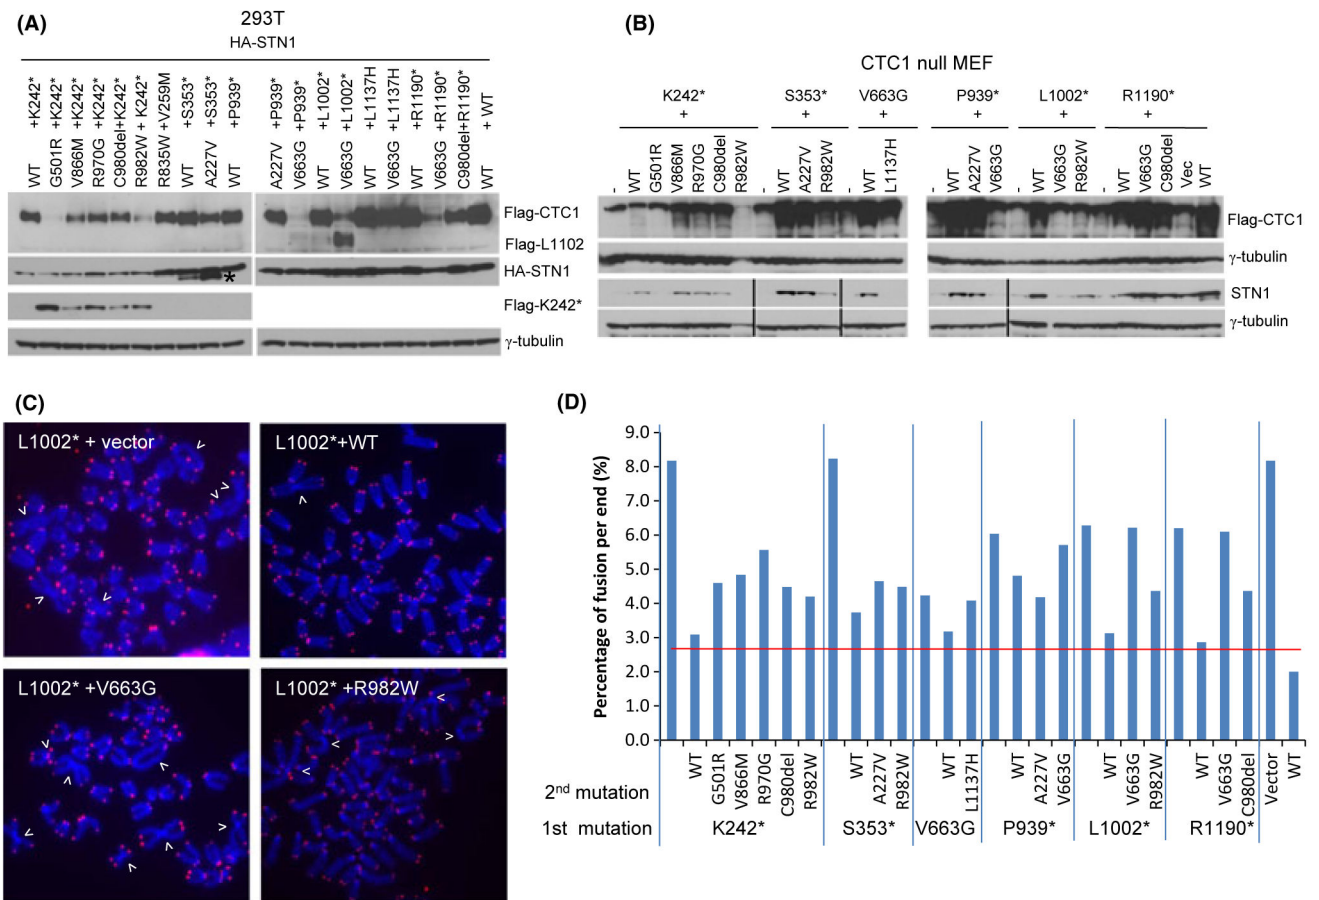 (A)
293T
HA-STN1
WT +K242*
G501R +K242*
V866M +K242*
R970G +K242*
C980del+K242*
R982W + K242*
R835W +V259M
WT +S353*
A227V +S353*
WT +P939*
A227V +P939*
V663G +P939*
WT +L1002*
V663G +L1002*
WT +L1137H
V663G +L1137H
WT +R1190*
V663G +R1190*
C980del+R1190*
WT + WT
Flag-CTC1
Flag-L1102
HA-STN1
*
Flag-K242*
γ-tubulin
(B)
CTC1 null MEF
K242* S353* V663G P939* L1002* R1190*
+ + + + + +
- WT G501R V866M R970G C980del R982W - WT A227V R982W - WT L1137H - WT A227V V663G - WT V663G R982W - WT V663G C980del Vec WT
Flag-CTC1
γ-tubulin
STN1
γ-tubulin
(C)
L1002* + vector
L1002*+WT
L1002* +V663G
L1002* +R982W
(D)
Percentage of fusion per end (%)
9.0
8.0
7.0
6.0
5.0
4.0
3.0
2.0
1.0
0.0
2nd mutation
WT G501R V866M R970G C980del R982W WT A227V R982W WT L1137H WT A227V V663G WT V663G R982W WT V663G C980del Vector WT
1st mutation K242* S353* V663G P939* L1002* R1190*